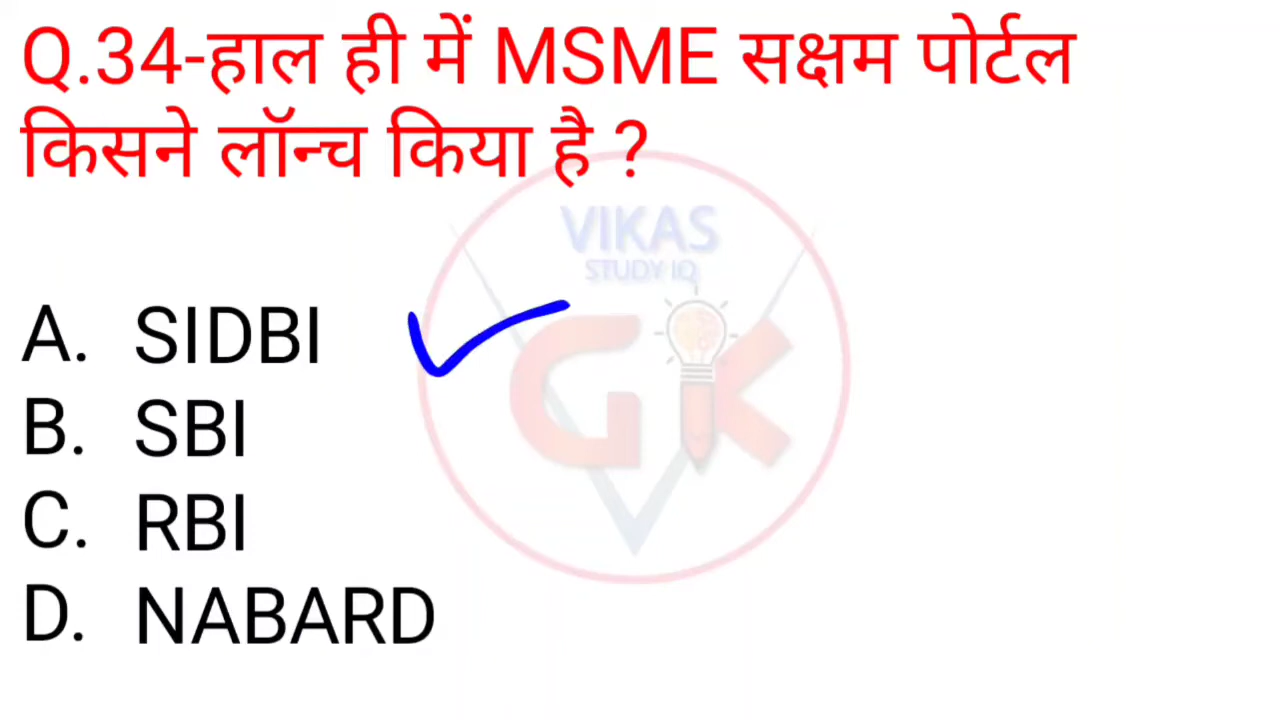 Q.34-हाल ही में MSME सक्षम पोर्टल
किसने लॉन्च किया है ?
VIKAS
STUDY IQ
A. SIDBI
GK
B. SBI
C. RBI
D. NABARD